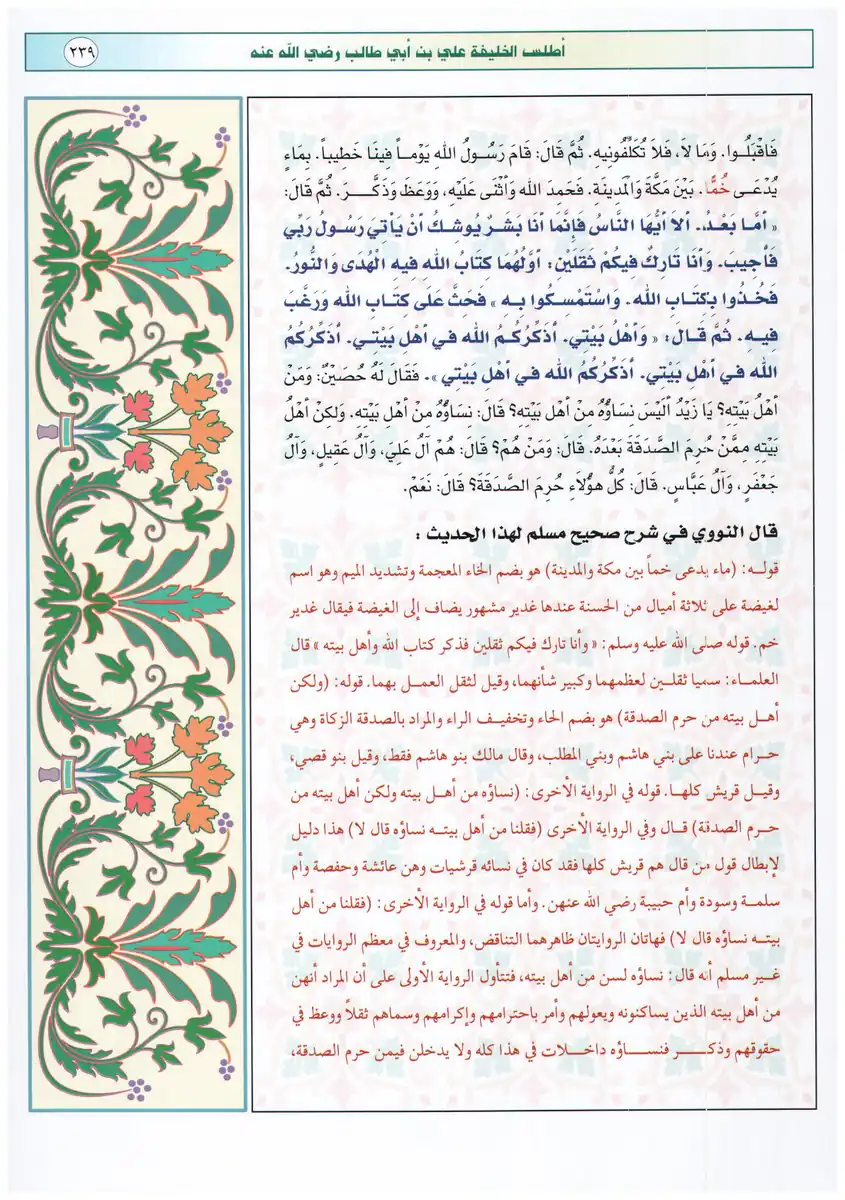 أطلس الخليفة علي بن أبي طالب رضي الله عنه
٢٣٩
فَاقْبَلُوا. وَمَا لاَ، فَلاَ تُكَلِّفُونِيهِ. ثُمَّ قَالَ: قَامَ رَسُولُ اللهِ يَوْماً فِينَا خَطِيباً. بِمَاءٍ
يُدْعَى خُمًّا. بَيْنَ مَكَّةَ وَالْمَدِينَةِ. فَحَمِدَ اللهَ وَأَثْنَى عَلَيْهِ، وَوَعَظَ وَذَكَّرَ. ثُمَّ قَالَ:
« أَمَّا بَعْدُ. أَلاَ أَيُّهَا النَّاسُ فَإِنَّمَا أَنَا بَشَرٌ يُوشِكُ أَنْ يَأْتِيَ رَسُولُ رَبِّي
فَأُجِيبَ. وَأَنَا تَارِكٌ فِيكُمْ ثَقَلَيْنِ: أَوَّلُهُمَا كِتَابُ اللهِ فِيهِ الْهُدَى وَالنُّورُ.
فَخُذُوا بِكِتَابِ اللهِ. وَاسْتَمْسِكُوا بِهِ » فَحَثَّ عَلَى كِتَابِ اللهِ وَرَغَّبَ
فِيهِ. ثُمَّ قَالَ: « وَأَهْلُ بَيْتِي. أُذَكِّرُكُمُ اللهَ فِي أَهْلِ بَيْتِي. أُذَكِّرُكُمُ
اللهَ فِي أَهْلِ بَيْتِي. أُذَكِّرُكُمُ اللهَ فِي أَهْلِ بَيْتِي ». فَقَالَ لَهُ حُصَيْنٌ: وَمَنْ
أَهْلُ بَيْتِهِ؟ يَا زَيْدُ أَلَيْسَ نِسَاؤُهُ مِنْ أَهْلِ بَيْتِهِ؟ قَالَ: نِسَاؤُهُ مِنْ أَهْلِ بَيْتِهِ. وَلَكِنْ أَهْلُ
بَيْتِهِ مِمَّنْ حُرِمَ الصَّدَقَةَ بَعْدَهُ. قَالَ: وَمَنْ هُمْ؟ قَالَ: هُمْ آلُ عَلِيٍّ، وَآلُ عَقِيلٍ، وَآلُ
جَعْفَرٍ، وَآلُ عَبَّاسٍ. قَالَ: كُلُّ هؤُلاَءِ حُرِمَ الصَّدَقَةَ؟ قَالَ: نَعَمْ.
قال النووي في شرح صحيح مسلم لهذا الحديث :
قوله: (ماء يدعى خماً بين مكة والمدينة) هو بضم الخاء المعجمة وتشديد الميم وهو اسم
لغيضة على ثلاثة أميال من الحسنة عندها غدير مشهور يضاف إلى الغيضة فيقال غدير
خم. قوله صلى الله عليه وسلم: « وأنا تارك فيكم ثقلين فذكر كتاب الله وأهل بيته » قال
العلماء: سميا ثقلين لعظمهما وكبير شأنهما، وقيل لثقل العمل بهما. قوله: (ولكن
أهل بيته من حرم الصدقة) هو بضم الحاء وتخفيف الراء والمراد بالصدقة الزكاة وهي
حرام عندنا على بني هاشم وبني المطلب، وقال مالك بنو هاشم فقط، وقيل بنو قصي،
وقيل قريش كلها. قوله في الرواية الأخرى: (نساؤه من أهل بيته ولكن أهل بيته من
حرم الصدقة) قال وفي الرواية الأخرى (فقلنا من أهل بيته نساؤه قال لا) هذا دليل
لإبطال قول من قال هم قريش كلها فقد كان في نسائه قرشيات وهن عائشة وحفصة وأم
سلمة وسودة وأم حبيبة رضي الله عنهن. وأما قوله في الرواية الأخرى: (فقلنا من أهل
بيته نساؤه قال لا) فهاتان الروايتان ظاهرهما التناقض، والمعروف في معظم الروايات في
غير مسلم أنه قال: نساؤه لسن من أهل بيته، فتتأول الرواية الأولى على أن المراد أنهن
من أهل بيته الذين يساكنونه ويعولهم وأمر باحترامهم وإكرامهم وسماهم ثقلاً ووعظ في
حقوقهم وذكر فنساؤه داخلات في هذا كله ولا يدخلن فيمن حرم الصدقة،